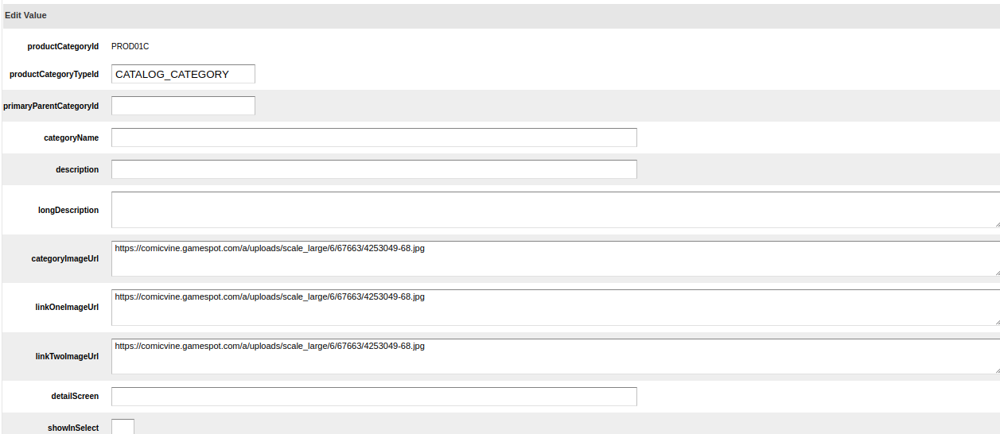 Edit Value
productCategoryId PROD01C
productCategoryTypeId CATALOG_CATEGORY
primaryParentCategoryId
categoryName
description
longDescription
categoryImageUrl https://comicvine.gamespot.com/a/uploads/scale_large/6/67663/4253049-68.jpg
linkOneImageUrl https://comicvine.gamespot.com/a/uploads/scale_large/6/67663/4253049-68.jpg
linkTwoImageUrl https://comicvine.gamespot.com/a/uploads/scale_large/6/67663/4253049-68.jpg
detailScreen
showInSelect